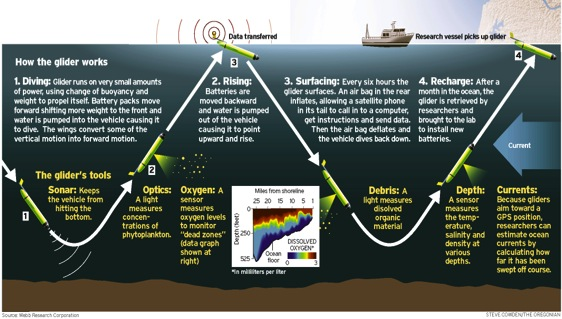 Data transferred
Research vessel picks up glider
How the glider works
3
4
1. Diving: Glider runs on very small amounts
of power, using change of buoyancy and
weight to propel itself. Battery packs move
forward shifting more weight to the front and
water is pumped into the vehicle causing it
to dive. The wings convert some of the
vertical motion into forward motion.
2. Rising:
Batteries are
moved backward
and water is pumped
out of the vehicle
causing it to point
upward and rise.
3. Surfacing: Every six hours the
glider surfaces. An air bag in the rear
inflates, allowing a satellite phone
in its tail to call in to a computer,
get instructions and send data.
Then the air bag deflates and
the vehicle dives back down.
4. Recharge: After a
month in the ocean, the
glider is retrieved by
researchers and
brought to the lab
to install new
batteries.
Current
2
1
The glider's tools
Sonar: Keeps
the vehicle from
hitting the
bottom.
Optics:
A light
measures
concen-
trations of
phytoplankton.
Oxygen: A
sensor
measures
oxygen levels
to monitor
"dead zones"
(data graph
shown at
right)
Miles from shoreline
25 20 15 10 5 1
Depth (feet)
0
250
525
Ocean
floor
DISSOLVED
OXYGEN*
0 3
*In milliliters per liter
Debris: A
light measures
disolved
organic
material
Depth:
A sensor
measures
the tem-
perature,
salinity and
density at
various
depths.
Currents:
Because gliders
aim toward a
GPS position,
researchers can
estimate ocean
currents by
calculating how
far it has been
swept off course.
Source: Webb Research Corporation
STEVE COWDEN/THE OREGONIAN